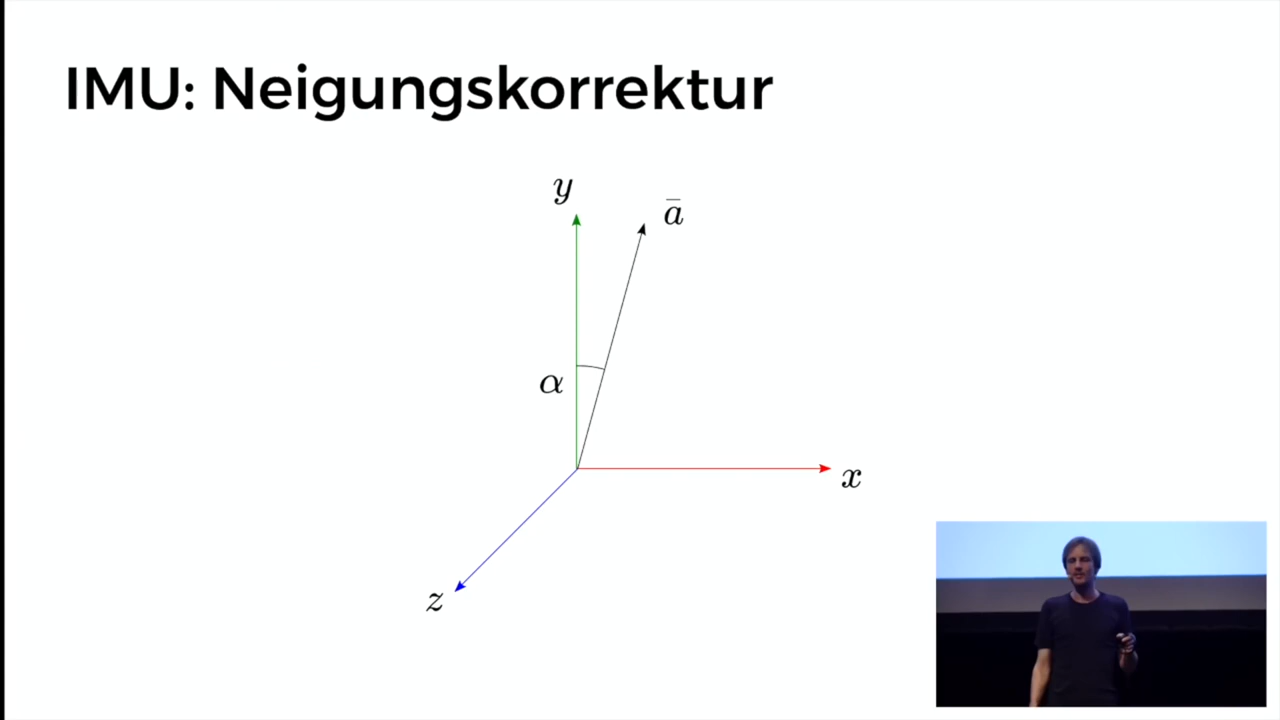 IMU: Neigungskorrektur
y
a̅
α
x
z